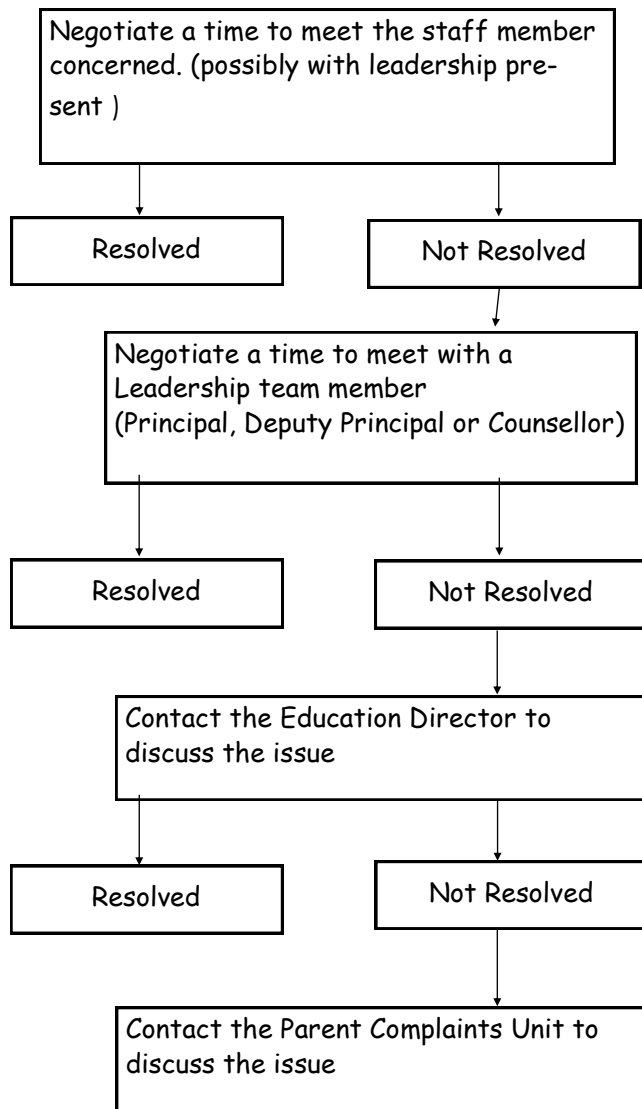 Negotiate a time to meet the staff member
concerned. (possibly with leadership pre-
sent )
Resolved
Not Resolved
Negotiate a time to meet with a
Leadership team member
(Principal, Deputy Principal or Counsellor)
Resolved
Not Resolved
Contact the Education Director to
discuss the issue
Resolved
Not Resolved
Contact the Parent Complaints Unit to
discuss the issue